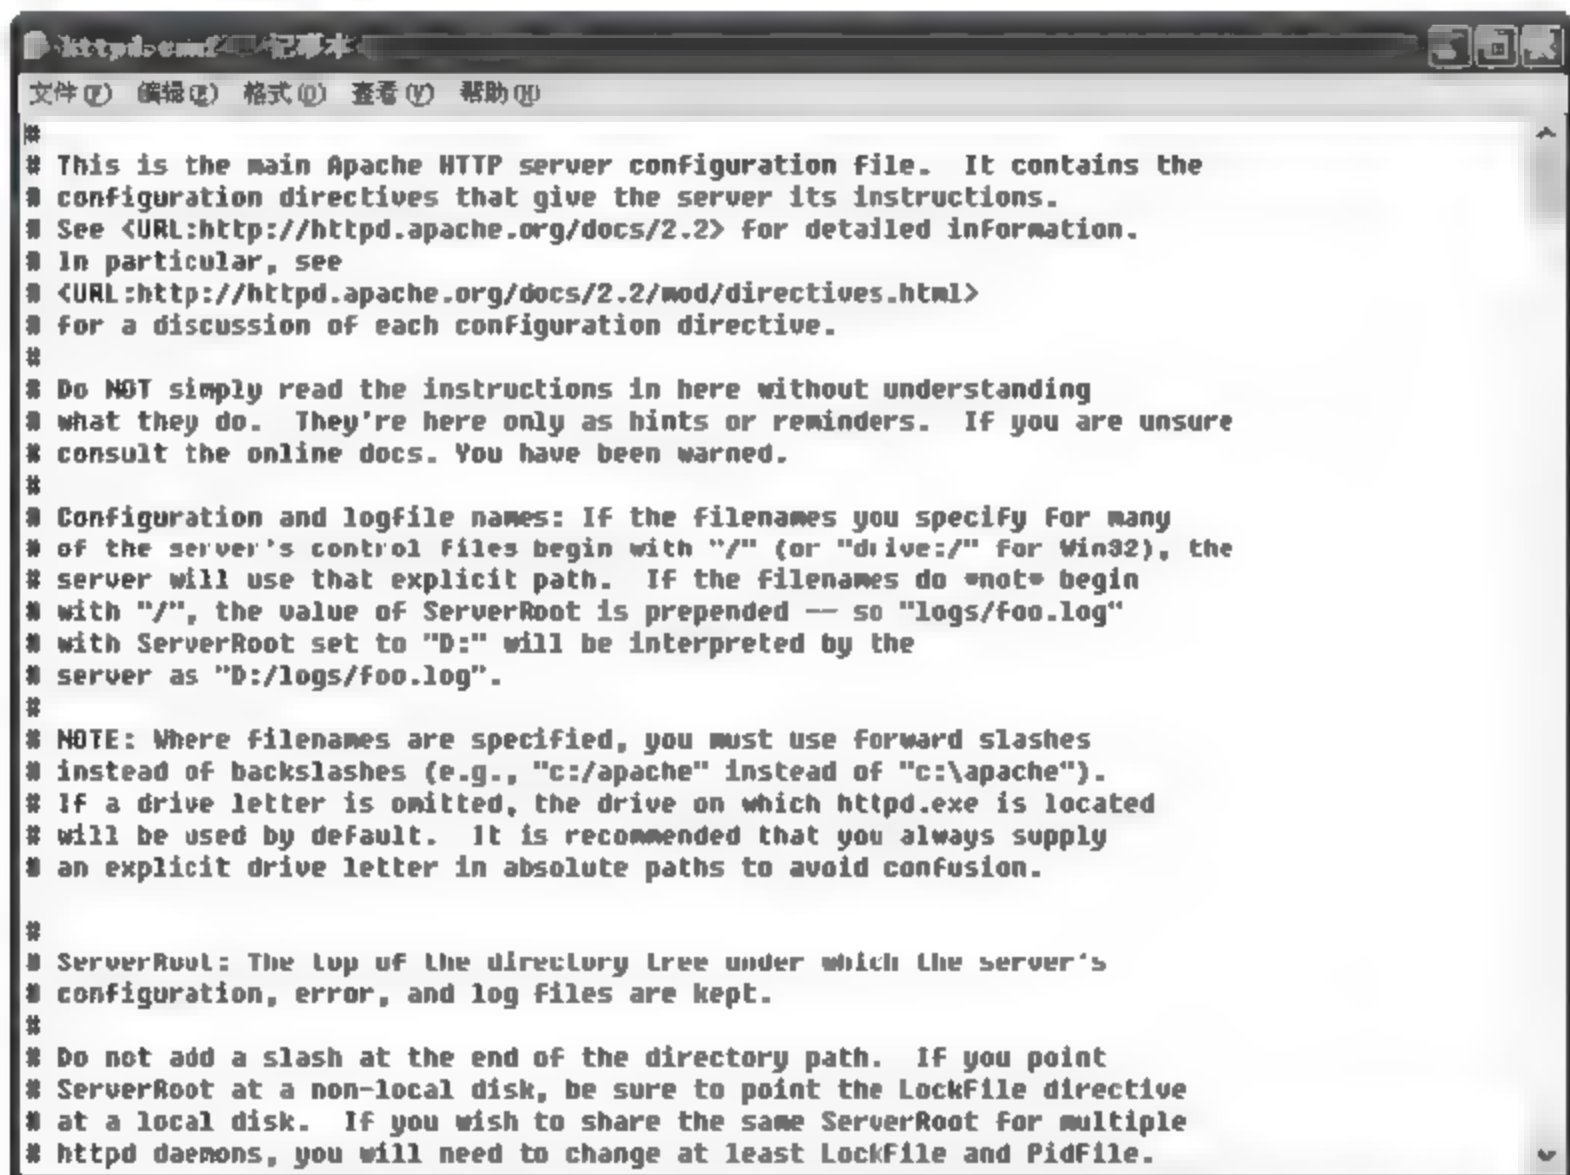 httpd.conf - 记事本
文件(F) 编辑(E) 格式(O) 查看(V) 帮助(H)
#
# This is the main Apache HTTP server configuration file.  It contains the
# configuration directives that give the server its instructions.
# See <URL:http://httpd.apache.org/docs/2.2> for detailed information.
# In particular, see
# <URL:http://httpd.apache.org/docs/2.2/mod/directives.html>
# for a discussion of each configuration directive.
#
# Do NOT simply read the instructions in here without understanding
# what they do.  They're here only as hints or reminders.  If you are unsure
# consult the online docs. You have been warned.
#
# Configuration and logfile names: If the filenames you specify for many
# of the server's control files begin with "/" (or "drive:/" for Win32), the
# server will use that explicit path.  If the filenames do *not* begin
# with "/", the value of ServerRoot is prepended -- so "logs/foo.log"
# with ServerRoot set to "D:" will be interpreted by the
# server as "D:/logs/foo.log".
#
# NOTE: Where filenames are specified, you must use forward slashes
# instead of backslashes (e.g., "c:/apache" instead of "c:\apache").
# If a drive letter is omitted, the drive on which httpd.exe is located
# will be used by default.  It is recommended that you always supply
# an explicit drive letter in absolute paths to avoid confusion.
#
# ServerRoot: The top of the directory tree under which the server's
# configuration, error, and log files are kept.
#
# Do not add a slash at the end of the directory path.  If you point
# ServerRoot at a non-local disk, be sure to point the LockFile directive
# at a local disk.  If you wish to share the same ServerRoot for multiple
# httpd daemons, you will need to change at least LockFile and PidFile.